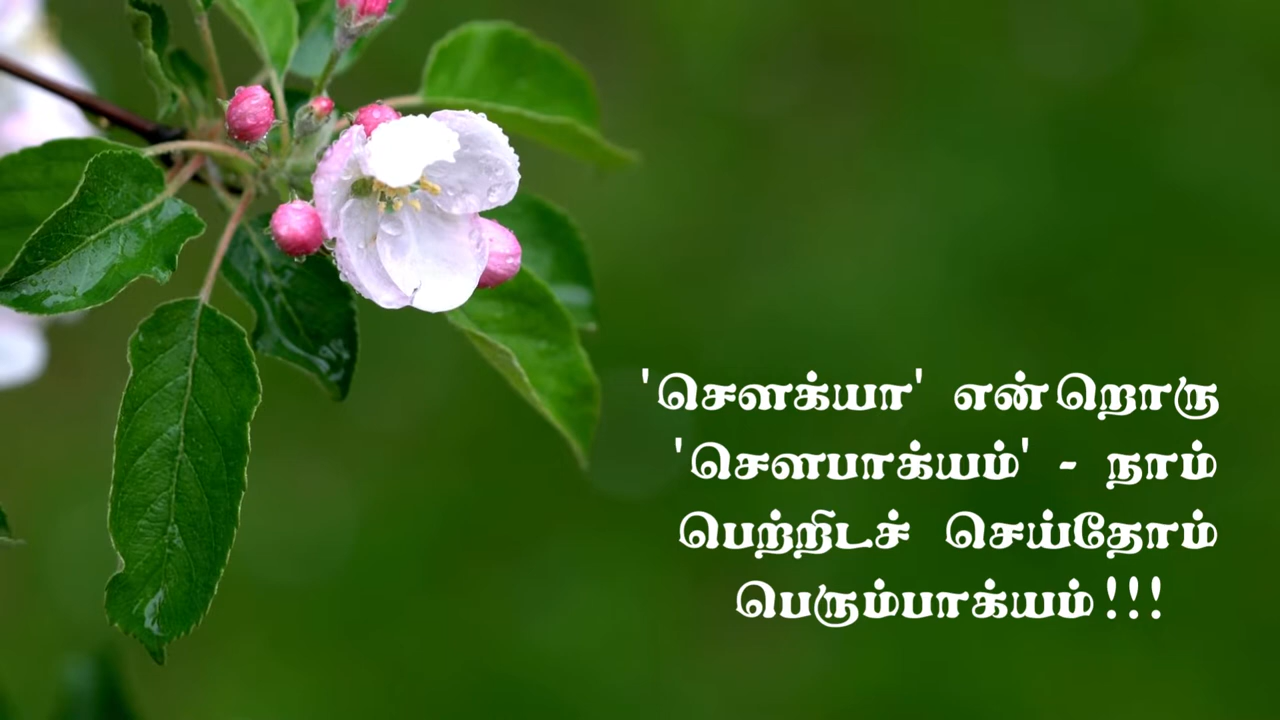 'சௌக்யா' என்றொரு
'சௌபாக்யம்' - நாம்
பெற்றிடச் செய்தோம்
பெரும்பாக்யம்!!!